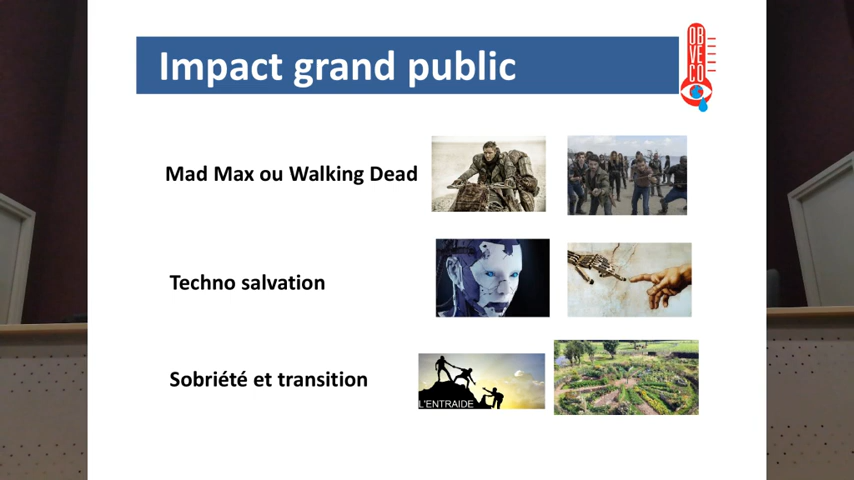 Impact grand public
OBVECO
Mad Max ou Walking Dead
Techno salvation
Sobriété et transition
L'ENTRAIDE